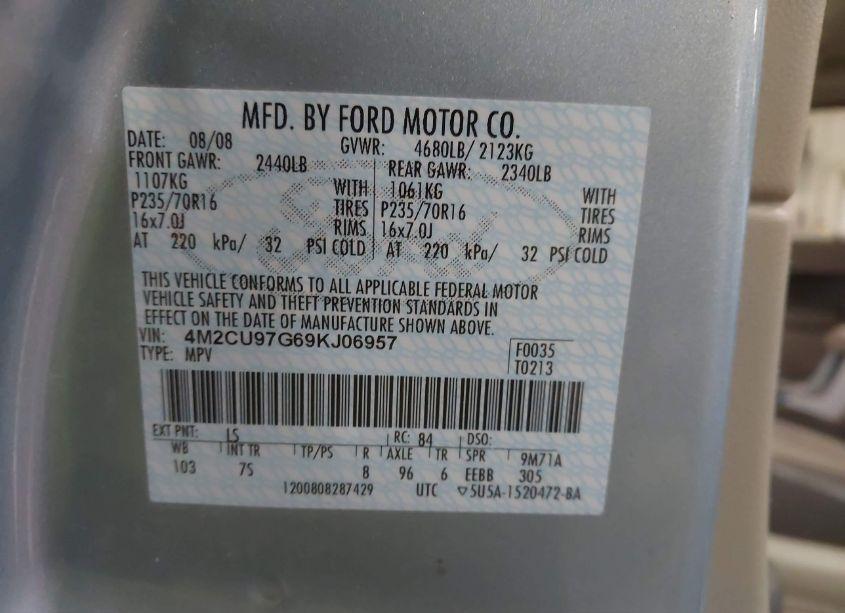 MFD. BY FORD MOTOR CO.
DATE: 08/08 GVWR: 4680LB/ 2123KG
FRONT GAWR: 2440LB REAR GAWR: 2340LB
1107KG WITH 1061KG WITH
P235/70R16 TIRES P235/70R16 TIRES
16x7.0J RIMS 16x7.0J RIMS
AT 220 kPa/ 32 PSI COLD AT 220 kPa/ 32 PSI COLD
THIS VEHICLE CONFORMS TO ALL APPLICABLE FEDERAL MOTOR
VEHICLE SAFETY AND THEFT PREVENTION STANDARDS IN
EFFECT ON THE DATE OF MANUFACTURE SHOWN ABOVE.
VIN: 4M2CU97G69KJ06957
TYPE: MPV F0035
T0213
EXT PNT: LS RC: 84 DSO:
WB INT TR TP/PS R AXLE TR SPR 9M71A
103 7S 8 96 6 EEBB 305
1200808287429 UTC ▽5U5A-1520472-BA